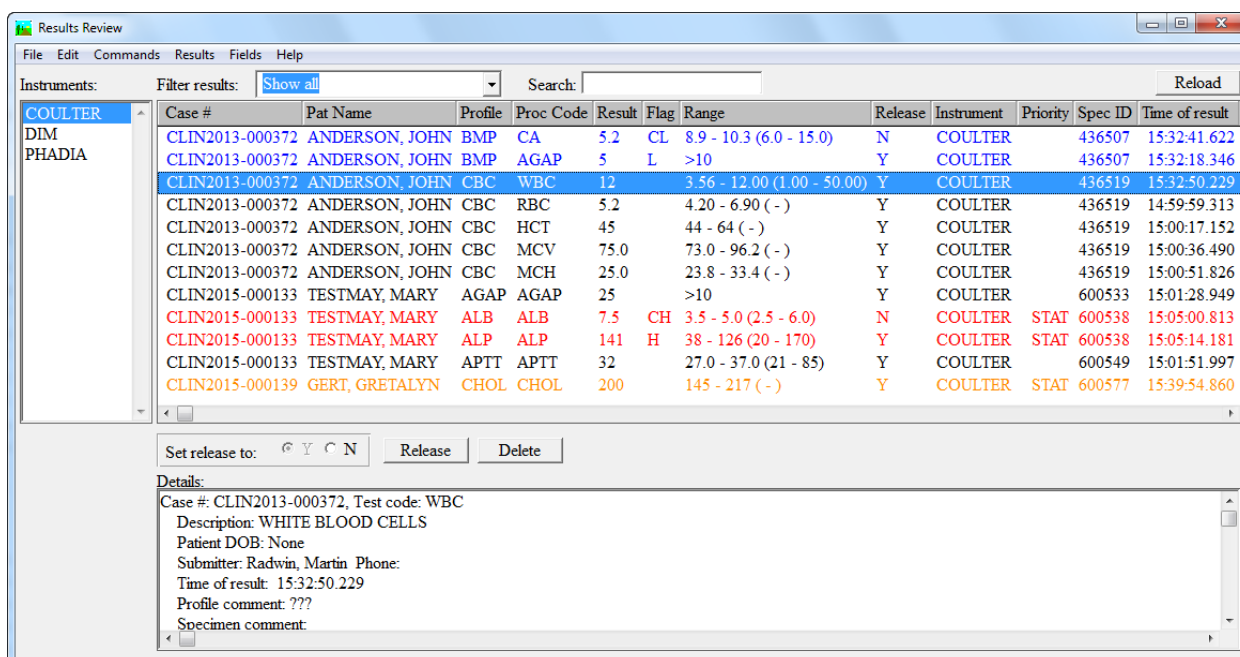 Results Review
File Edit Commands Results Fields Help
Instruments: Filter results: Show all Search: Reload
COULTER
DIM
PHADIA
Case # Pat Name Profile Proc Code Result Flag Range Release Instrument Priority Spec ID Time of result
CLIN2013-000372 ANDERSON, JOHN BMP CA 5.2 CL 8.9 - 10.3 (6.0 - 15.0) N COULTER 436507 15:32:41.622
CLIN2013-000372 ANDERSON, JOHN BMP AGAP 5 L >10 Y COULTER 436507 15:32:18.346
CLIN2013-000372 ANDERSON, JOHN CBC WBC 12 3.56 - 12.00 (1.00 - 50.00) Y COULTER 436519 15:32:50.229
CLIN2013-000372 ANDERSON, JOHN CBC RBC 5.2 4.20 - 6.90 ( - ) Y COULTER 436519 14:59:59.313
CLIN2013-000372 ANDERSON, JOHN CBC HCT 45 44 - 64 ( - ) Y COULTER 436519 15:00:17.152
CLIN2013-000372 ANDERSON, JOHN CBC MCV 75.0 73.0 - 96.2 ( - ) Y COULTER 436519 15:00:36.490
CLIN2013-000372 ANDERSON, JOHN CBC MCH 25.0 23.8 - 33.4 ( - ) Y COULTER 436519 15:00:51.826
CLIN2015-000133 TESTMAY, MARY AGAP AGAP 25 >10 Y COULTER 600533 15:01:28.949
CLIN2015-000133 TESTMAY, MARY ALB ALB 7.5 CH 3.5 - 5.0 (2.5 - 6.0) N COULTER STAT 600538 15:05:00.813
CLIN2015-000133 TESTMAY, MARY ALP ALP 141 H 38 - 126 (20 - 170) Y COULTER STAT 600538 15:05:14.181
CLIN2015-000133 TESTMAY, MARY APTT APTT 32 27.0 - 37.0 (21 - 85) Y COULTER 600549 15:01:51.997
CLIN2015-000139 GERT, GRETALYN CHOL CHOL 200 145 - 217 ( - ) Y COULTER STAT 600577 15:39:54.860
Set release to: Y N Release Delete
Details:
Case #: CLIN2013-000372, Test code: WBC
Description: WHITE BLOOD CELLS
Patient DOB: None
Submitter: Radwin, Martin Phone:
Time of result: 15:32:50.229
Profile comment: ???
Specimen comment: